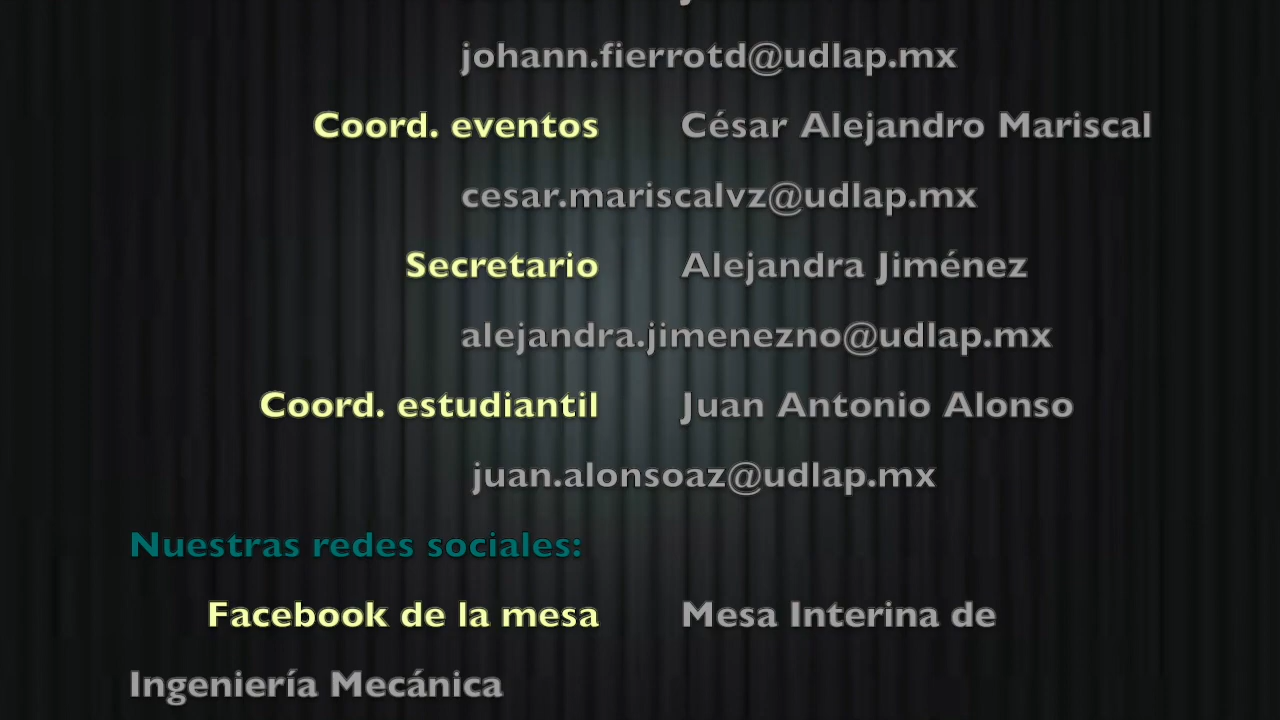 johann.fierrotd@udlap.mx
Coord. eventos César Alejandro Mariscal
cesar.mariscalvz@udlap.mx
Secretario Alejandra Jiménez
alejandra.jimenezno@udlap.mx
Coord. estudiantil Juan Antonio Alonso
juan.alonsoaz@udlap.mx
Nuestras redes sociales:
Facebook de la mesa Mesa Interina de
Ingeniería Mecánica